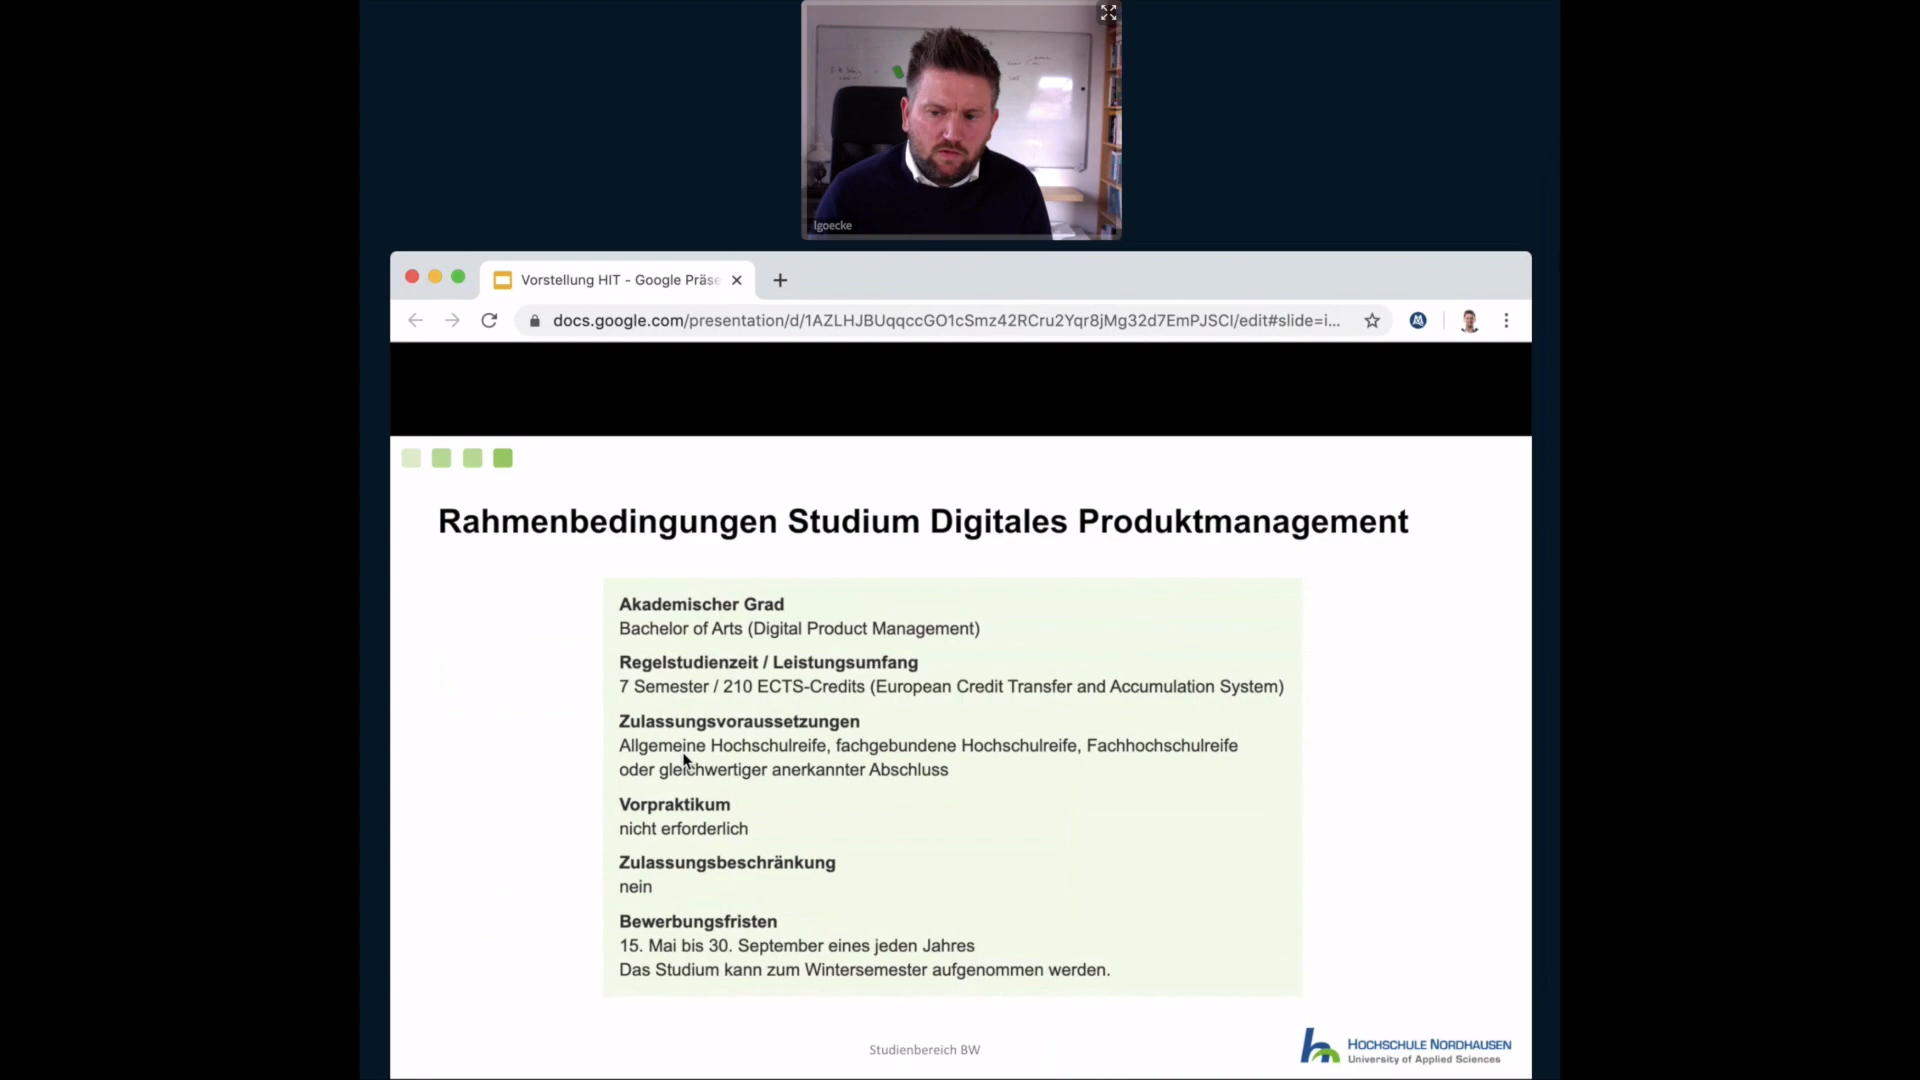 lgoecke
Vorstellung HIT - Google Präse
docs.google.com/presentation/d/1AZLHJBUqqccGO1cSmz42RCru2Yqr8jMg32d7EmPJSCI/edit#slide=i...
Rahmenbedingungen Studium Digitales Produktmanagement
Akademischer Grad
Bachelor of Arts (Digital Product Management)
Regelstudienzeit / Leistungsumfang
7 Semester / 210 ECTS-Credits (European Credit Transfer and Accumulation System)
Zulassungsvoraussetzungen
Allgemeine Hochschulreife, fachgebundene Hochschulreife, Fachhochschulreife
oder gleichwertiger anerkannter Abschluss
Vorpraktikum
nicht erforderlich
Zulassungsbeschränkung
nein
Bewerbungsfristen
15. Mai bis 30. September eines jeden Jahres
Das Studium kann zum Wintersemester aufgenommen werden.
Studienbereich BW
HOCHSCHULE NORDHAUSEN
University of Applied Sciences